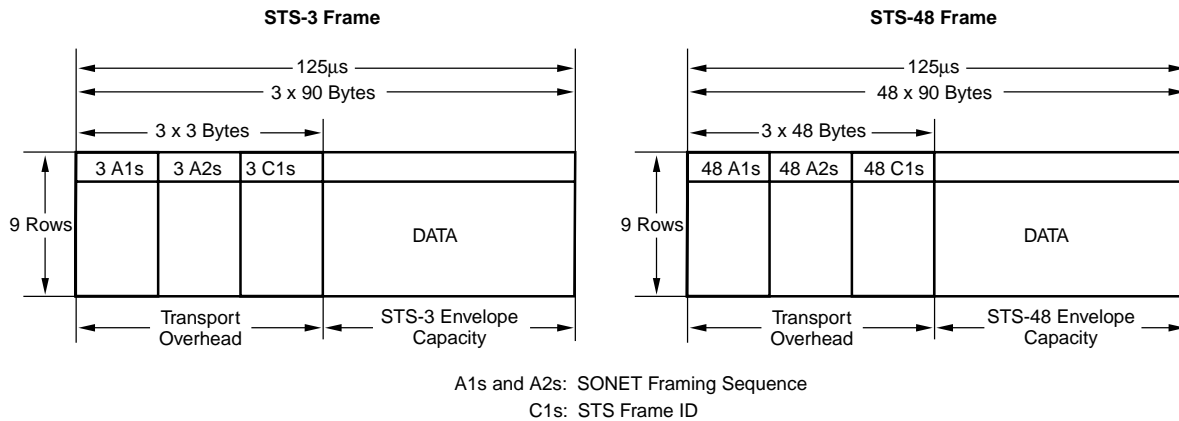 STS-3 Frame
125µs
3 x 90 Bytes
3 x 3 Bytes
3 A1s 3 A2s 3 C1s
9 Rows
DATA
Transport
Overhead
STS-3 Envelope
Capacity
STS-48 Frame
125µs
48 x 90 Bytes
3 x 48 Bytes
48 A1s 48 A2s 48 C1s
9 Rows
DATA
Transport
Overhead
STS-48 Envelope
Capacity
A1s and A2s: SONET Framing Sequence
C1s: STS Frame ID